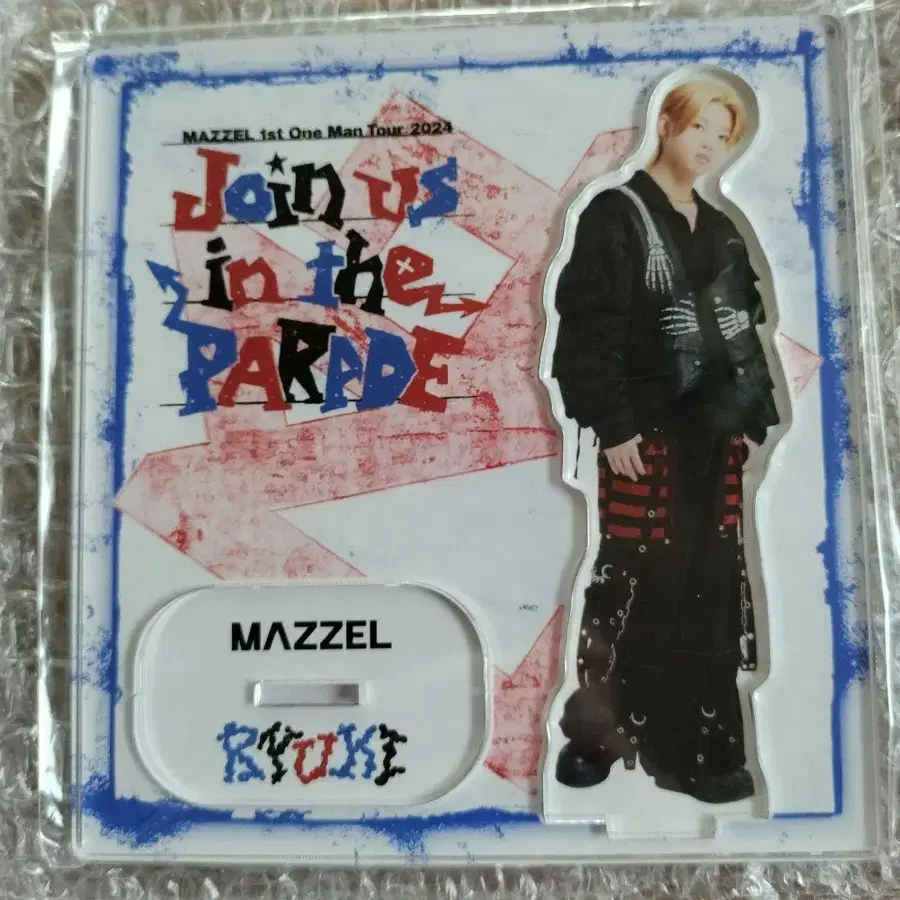 MAZZEL 1st One Man Tour 2024
Join us
in the
PARADE
MAZZEL
RYUKI